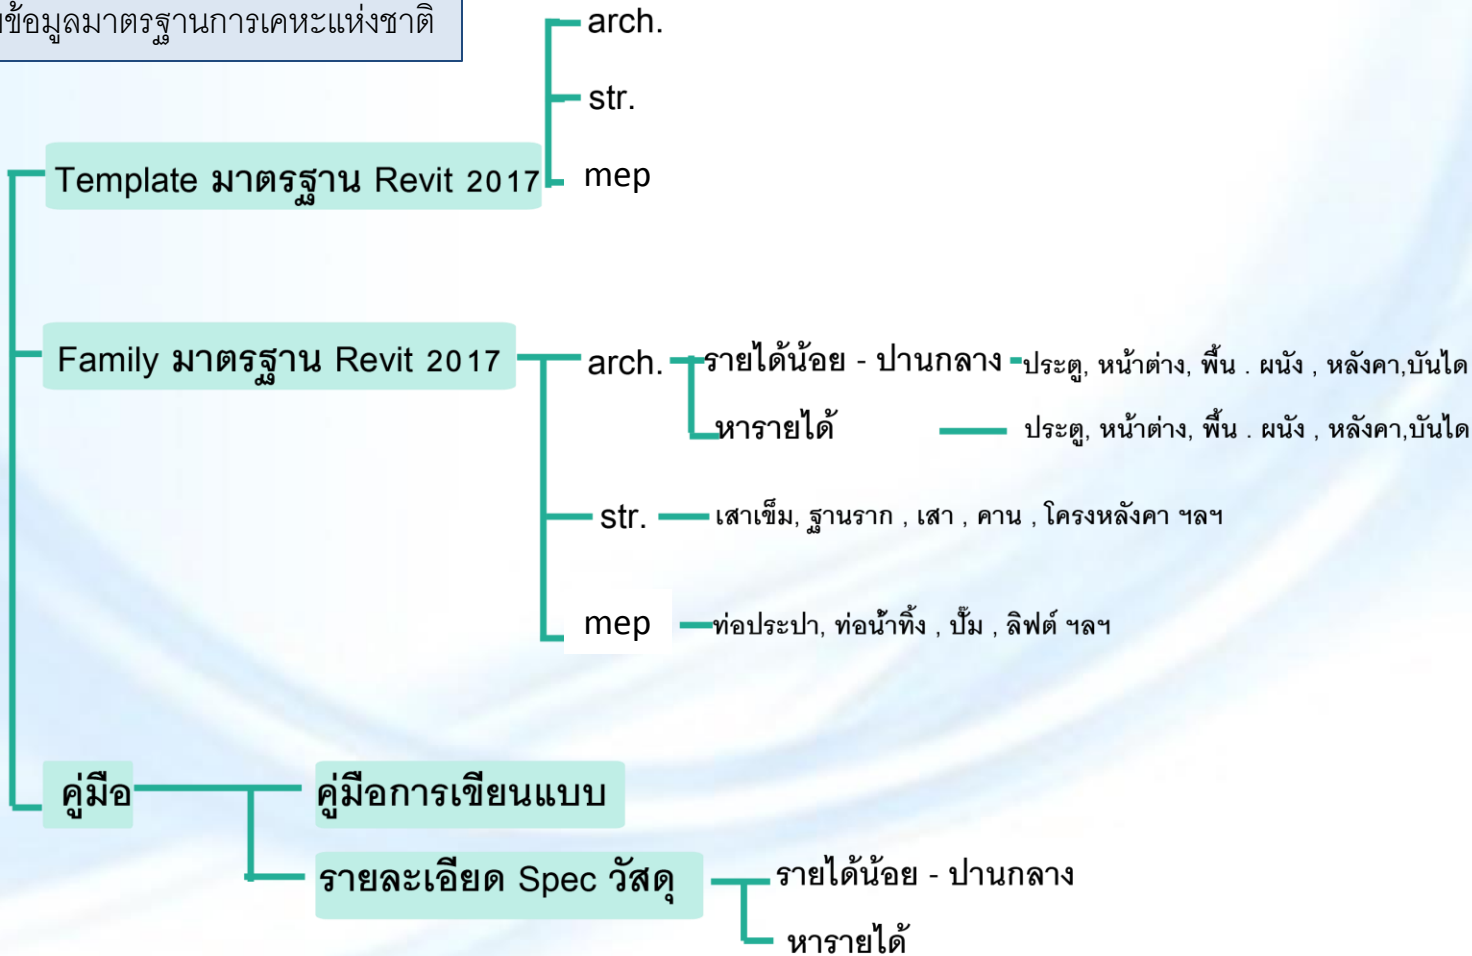 ข้อมูลมาตรฐานการเคหะแห่งชาติ
arch.
str.
Template มาตรฐาน Revit 2017 mep
Family มาตรฐาน Revit 2017 arch. รายได้น้อย - ปานกลาง ประตู, หน้าต่าง, พื้น . ผนัง , หลังคา,บันได
หารายได้ ประตู, หน้าต่าง, พื้น . ผนัง , หลังคา,บันได
str. เสาเข็ม, ฐานราก , เสา , คาน , โครงหลังคา ฯลฯ
mep ท่อประปา, ท่อน้ำทิ้ง , ปั๊ม , ลิฟต์ ฯลฯ
คู่มือ คู่มือการเขียนแบบ
รายละเอียด Spec วัสดุ รายได้น้อย - ปานกลาง
หารายได้